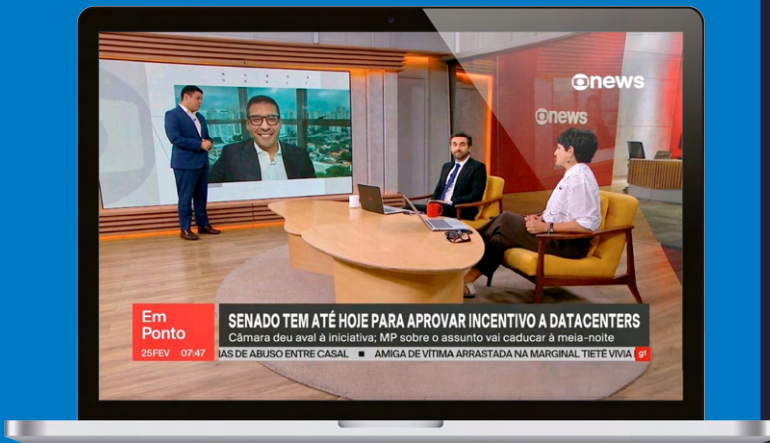 news
news
Em
Ponto
25FEV 07:47
SENADO TEM ATÉ HOJE PARA APROVAR INCENTIVO A DATACENTERS
Câmara deu aval à iniciativa; MP sobre o assunto vai caducar à meia-noite
IAS DE ABUSO ENTRE CASAL ■ AMIGA DE VÍTIMA ARRASTADA NA MARGINAL TIETÊ VIVIA
g1